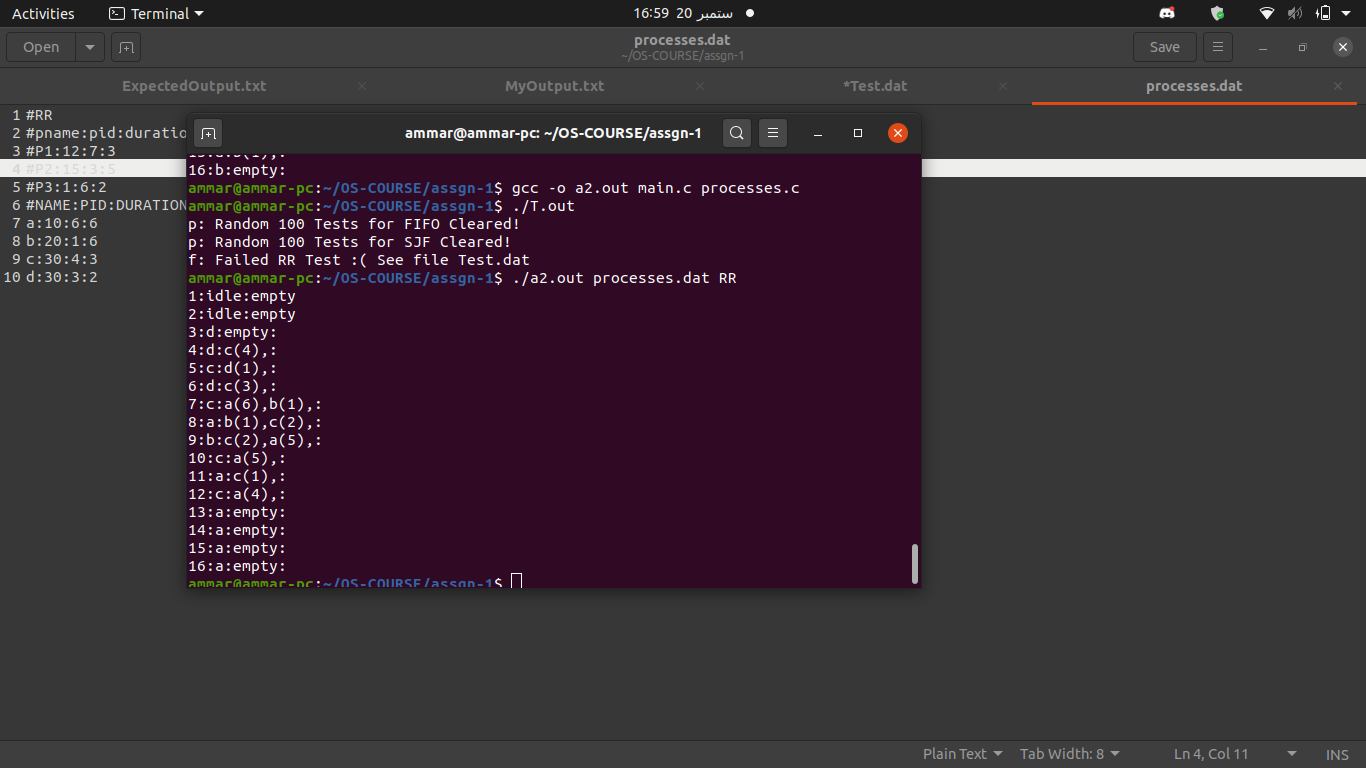 Activities Terminal 16:59 20 ستمبر
Open processes.dat Save
~/OS-COURSE/assgn-1
ExpectedOutput.txt MyOutput.txt *Test.dat processes.dat
1 #RR
2 #pname:pid:duratio
3 #P1:12:7:3
4 #P2:15:3:5
5 #P3:1:6:2
6 #NAME:PID:DURATION
7 a:10:6:6
8 b:20:1:6
9 c:30:4:3
10 d:30:3:2
ammar@ammar-pc: ~/OS-COURSE/assgn-1
16:b:empty:
ammar@ammar-pc:~/OS-COURSE/assgn-1$ gcc -o a2.out main.c processes.c
ammar@ammar-pc:~/OS-COURSE/assgn-1$ ./T.out
p: Random 100 Tests for FIFO Cleared!
p: Random 100 Tests for SJF Cleared!
f: Failed RR Test :( See file Test.dat
ammar@ammar-pc:~/OS-COURSE/assgn-1$ ./a2.out processes.dat RR
1:idle:empty
2:idle:empty
3:d:empty:
4:d:c(4),:
5:c:d(1),:
6:d:c(3),:
7:c:a(6),b(1),:
8:a:b(1),c(2),:
9:b:c(2),a(5),:
10:c:a(5),:
11:a:c(1),:
12:c:a(4),:
13:a:empty:
14:a:empty:
15:a:empty:
16:a:empty:
ammar@ammar-pc:~/OS-COURSE/assgn-1$
Plain Text Tab Width: 8 Ln 4, Col 11 INS